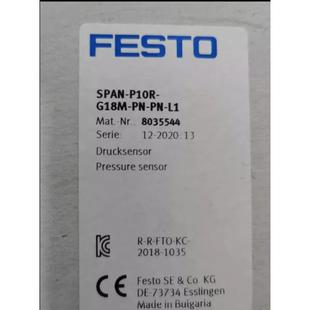 FESTO
SPAN-P10R-
G18M-PN-PN-L1
Mat.-Nr.: 8035544
Serie: 12-2020.13
Drucksensor
Pressure sensor
R-R-FTO-KC-
2018-1035
CE Festo SE & Co. KG
DE-73734 Esslingen
Made in Bulgaria